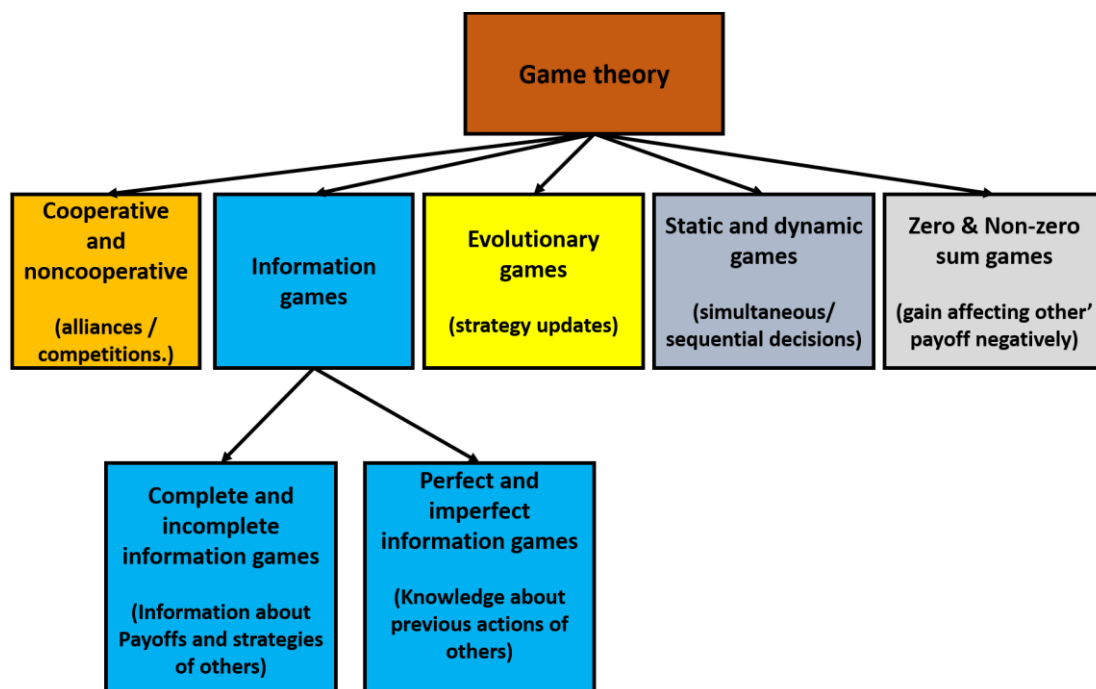 Game theory
Cooperative
and
noncooperative
(alliances /
competitions.)
Information
games
Evolutionary
games
(strategy updates)
Static and dynamic
games
(simultaneous/
sequential decisions)
Zero & Non-zero
sum games
(gain affecting other’
payoff negatively)
Complete and
incomplete
information games
(Information about
Payoffs and strategies
of others)
Perfect and
imperfect
information games
(Knowledge about
previous actions of
others)